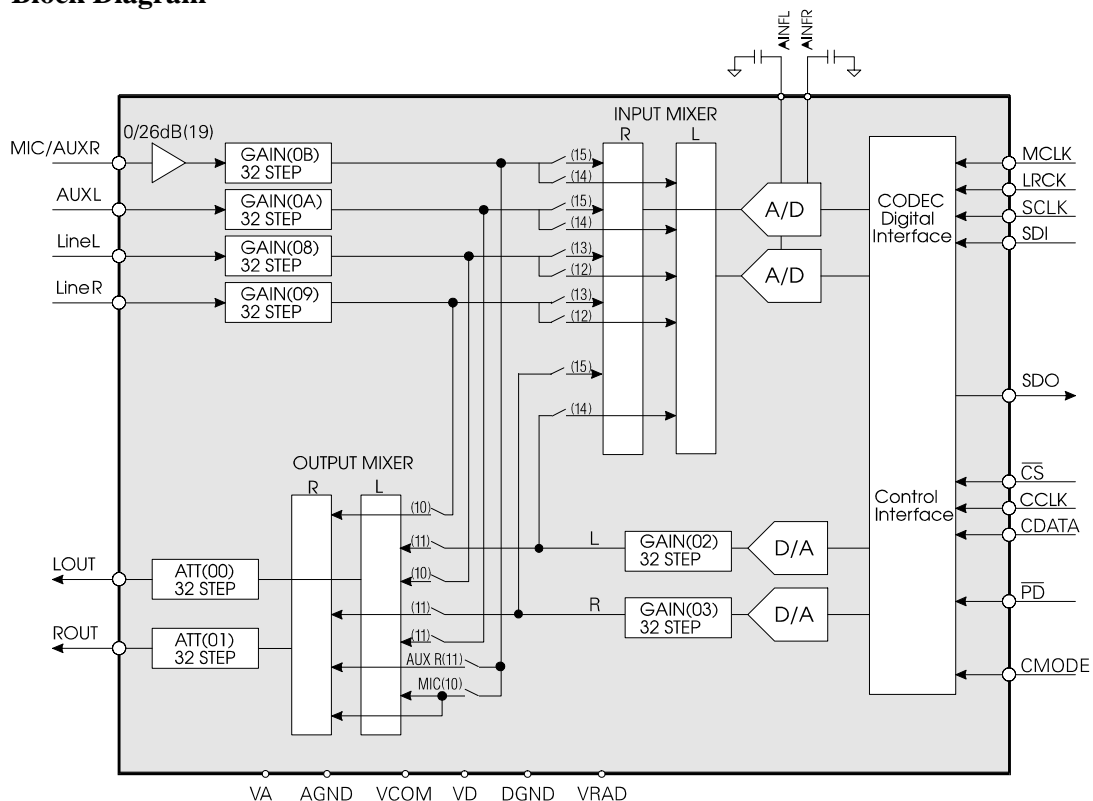 Block Diagram
AINFL
AINFR
INPUT MIXER
R
L
0/26dB(19)
MIC/AUXR
GAIN(0B)
32 STEP
(15)
(14)
AUXL
GAIN(0A)
32 STEP
(15)
(14)
LineL
GAIN(08)
32 STEP
(13)
(12)
LineR
GAIN(09)
32 STEP
(13)
(12)
(15)
(14)
A/D
A/D
CODEC
Digital
Interface
MCLK
LRCK
SCLK
SDI
SDO
Control
Interface
CS
CCLK
CDATA
PD
CMODE
OUTPUT MIXER
R
L
(10)
(11)
(10)
(11)
(11)
AUX R(11)
MIC(10)
L
GAIN(02)
32 STEP
D/A
R
GAIN(03)
32 STEP
D/A
LOUT
ATT(00)
32 STEP
ROUT
ATT(01)
32 STEP
VA
AGND
VCOM
VD
DGND
VRAD